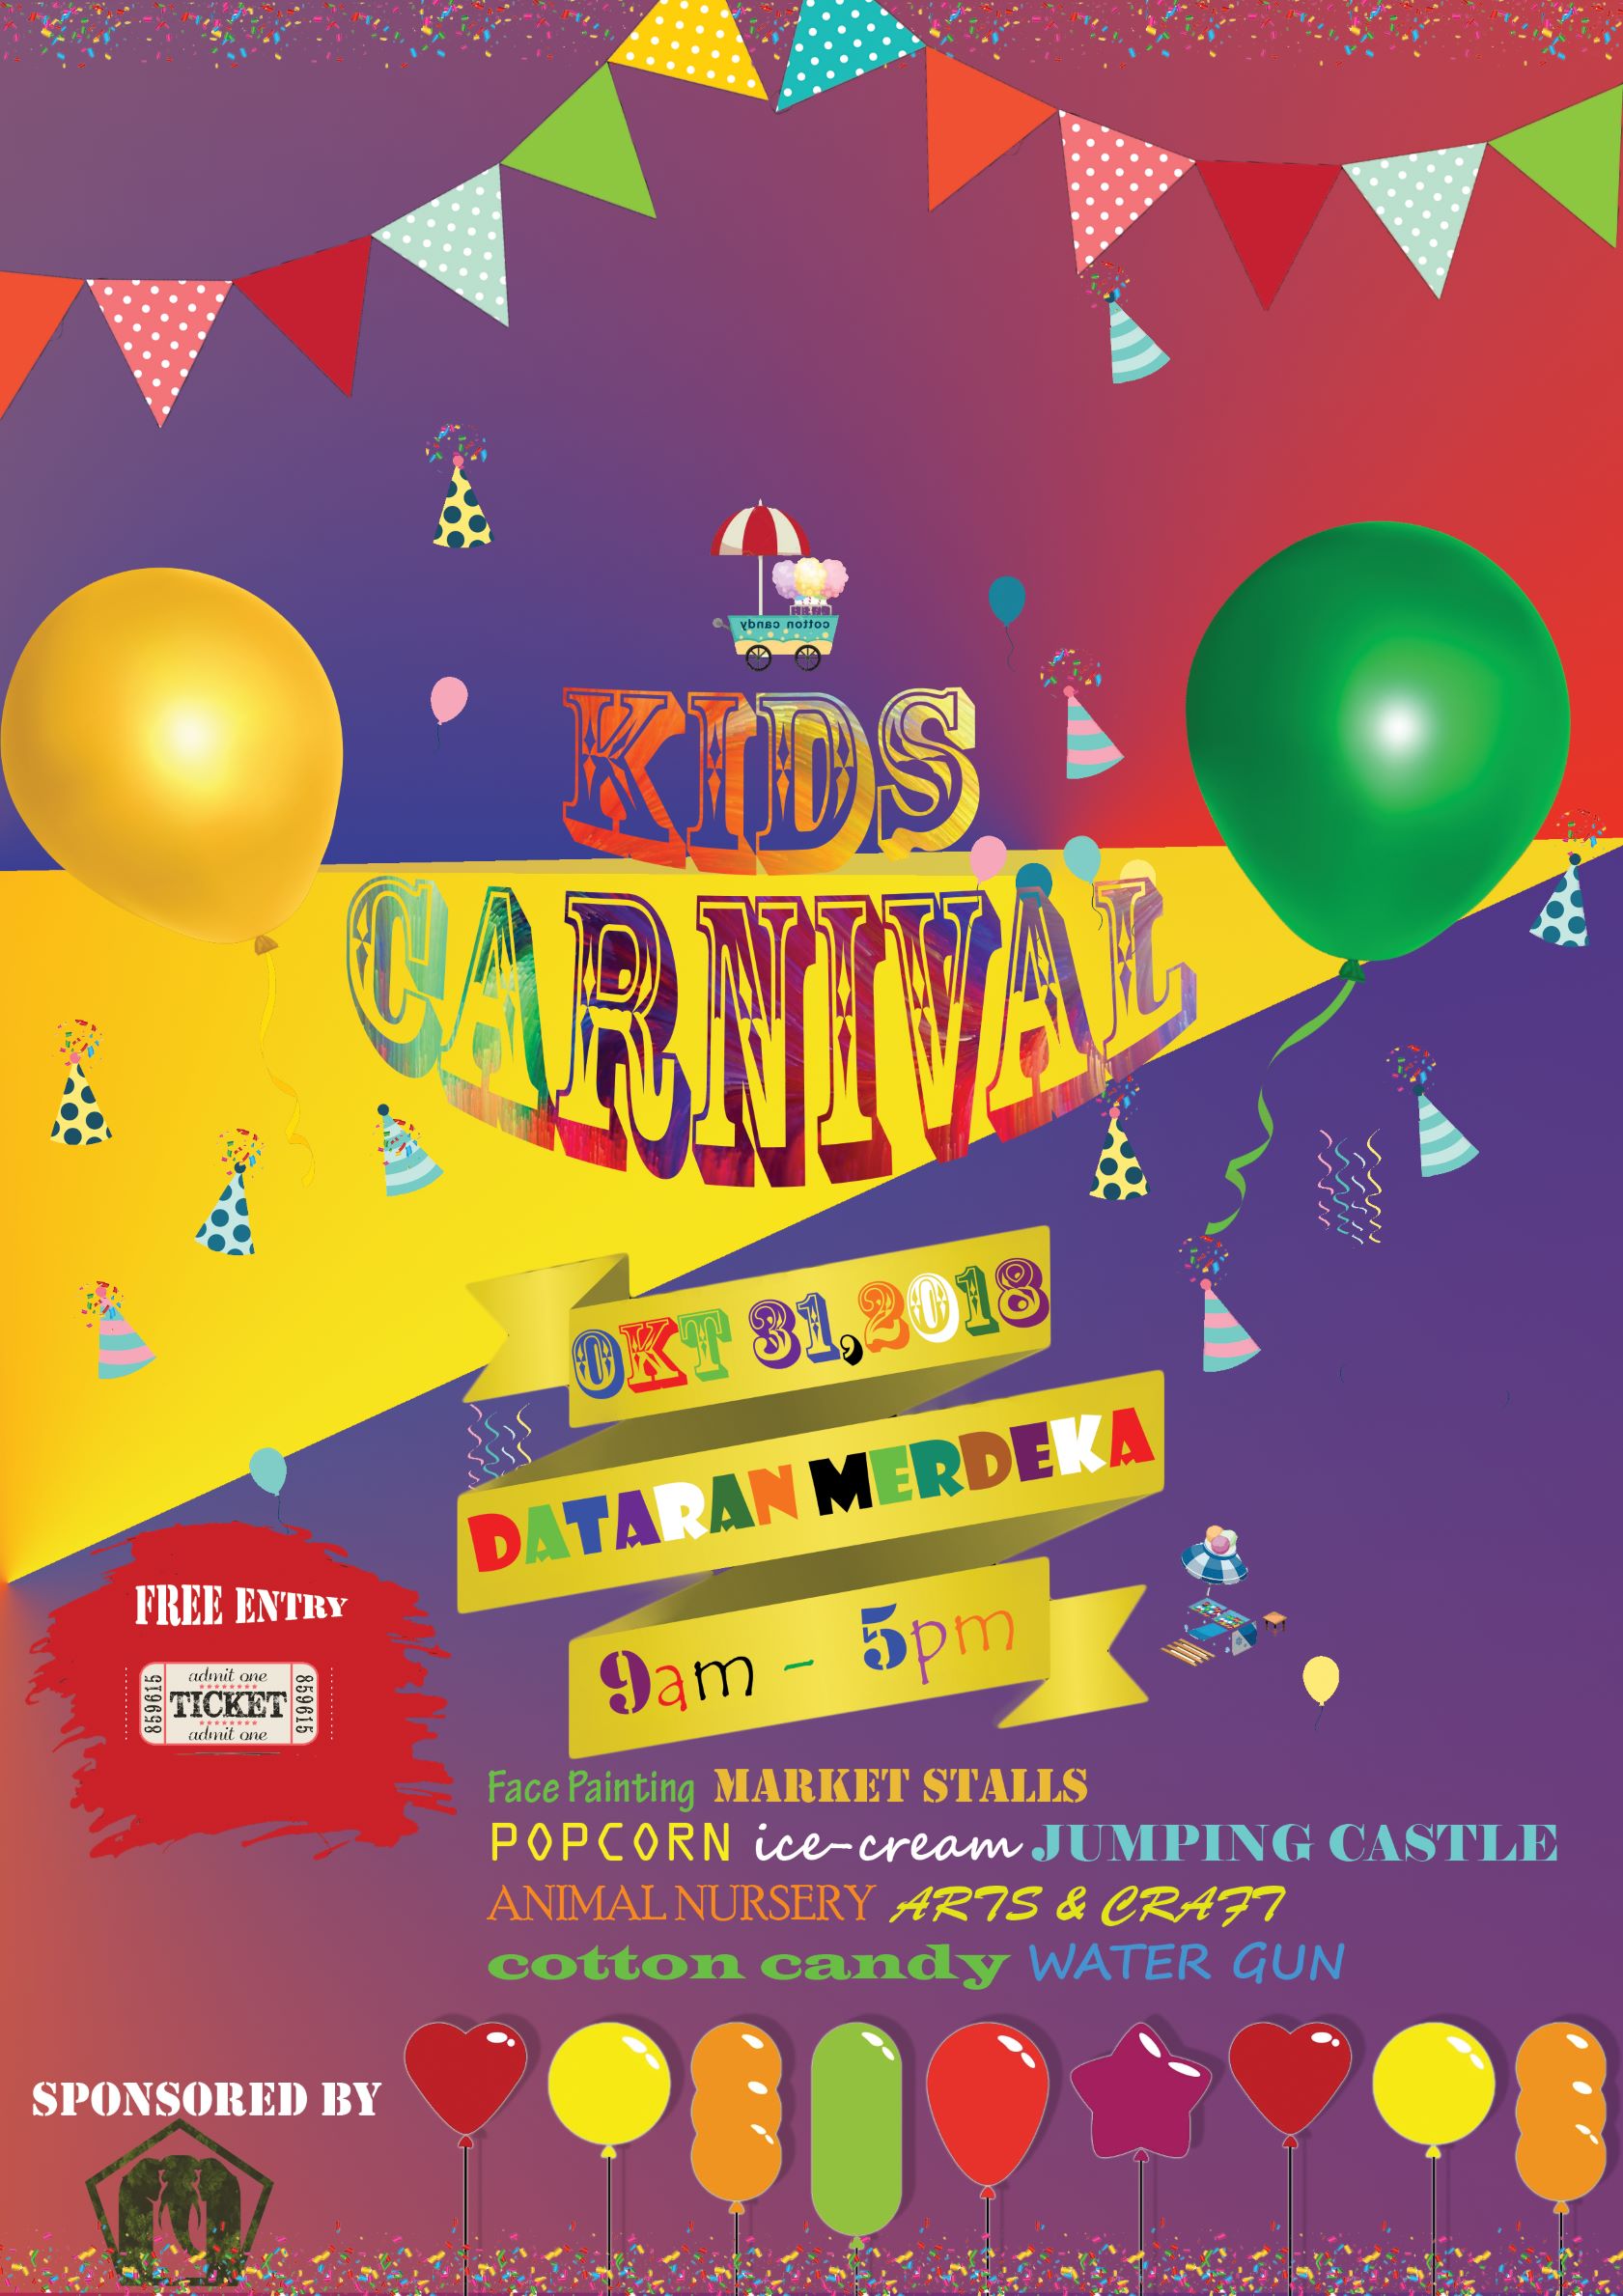 cotton candy
KIDS
CARNIVAL
OKT 31,2018
DATARAN MERDEKA
9am - 5pm
FREE ENTRY
859615
admit one
TICKET
admit one
859615
Face Painting MARKET STALLS
POPCORN ice-cream JUMPING CASTLE
ANIMAL NURSERY ARTS & CRAFT
cotton candy WATER GUN
SPONSORED BY